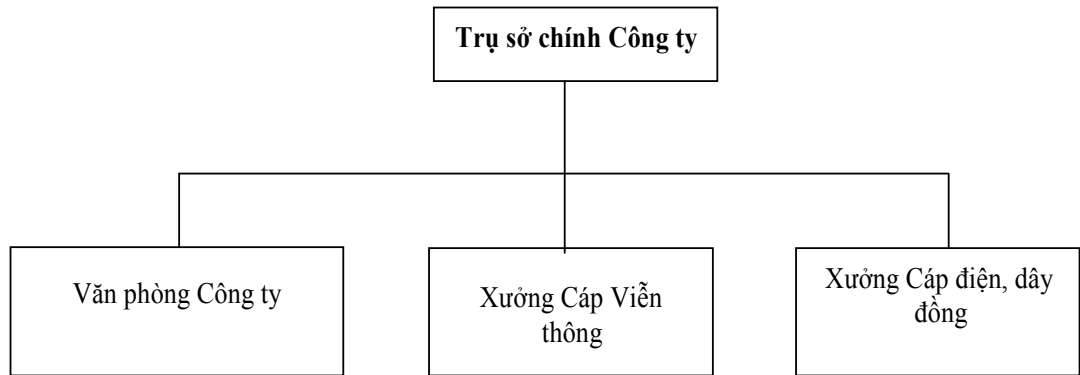 Trụ sở chính Công ty
Văn phòng Công ty
Xưởng Cáp Viễn
thông
Xưởng Cáp điện, dây
đồng